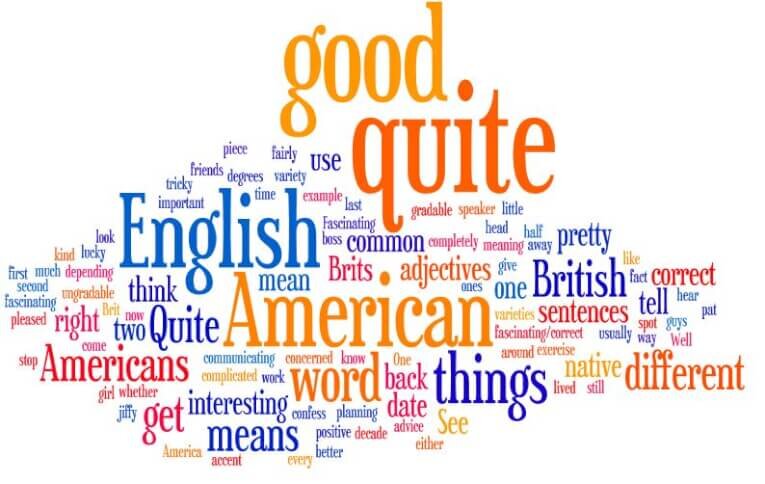 good
quite
piece fairly use
friends degrees variety
tricky time example last gradable speaker little
important
English Fascinating head half pretty
look boss common completely meaning away
kind lucky Brits adjectives give British like correct
first much depending mean ones one fact
second ungradable think American tell hear
fascinating Brit varieties sentences pat
pleased right now two Quite spot guys
come fascinating/correct usually way Well
stop Americans communicating concerned know One around exercise
complicated work word back things native different
girl whether lived still
jiffy get interesting confess planning date See
means positive decade advice either
America accent every better